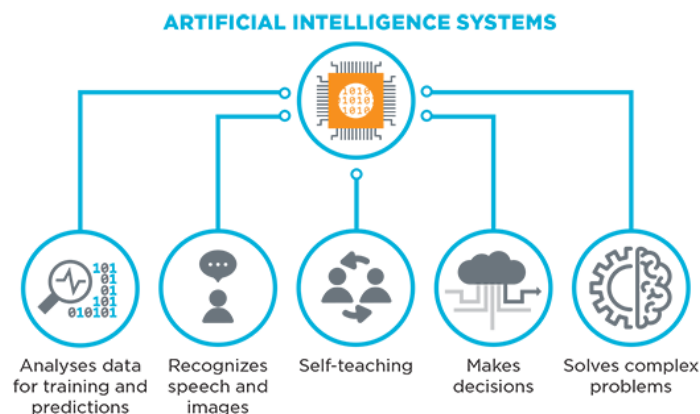 ARTIFICIAL INTELLIGENCE SYSTEMS
1010
01010
1010
101
01
01
101
010101
Analyses data
for training and
predictions
Recognizes
speech and
images
Self-teaching
Makes
decisions
Solves complex
problems